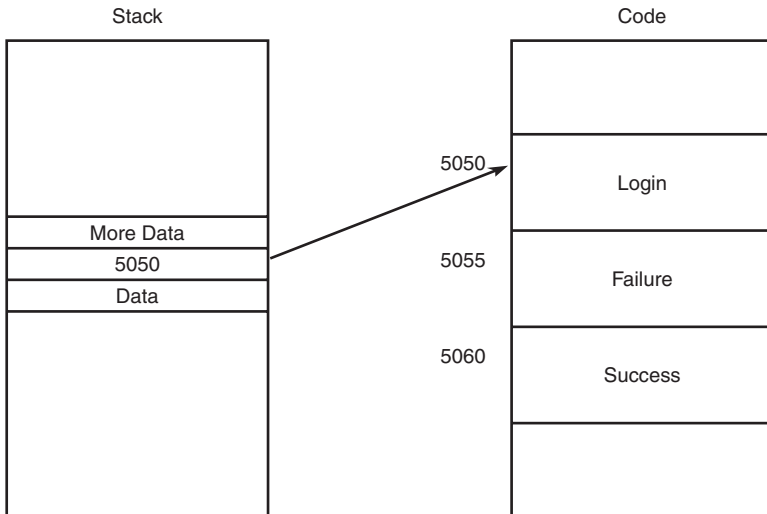 Stack
Code
More Data
5050
Data
5050
Login
5055
Failure
5060
Success